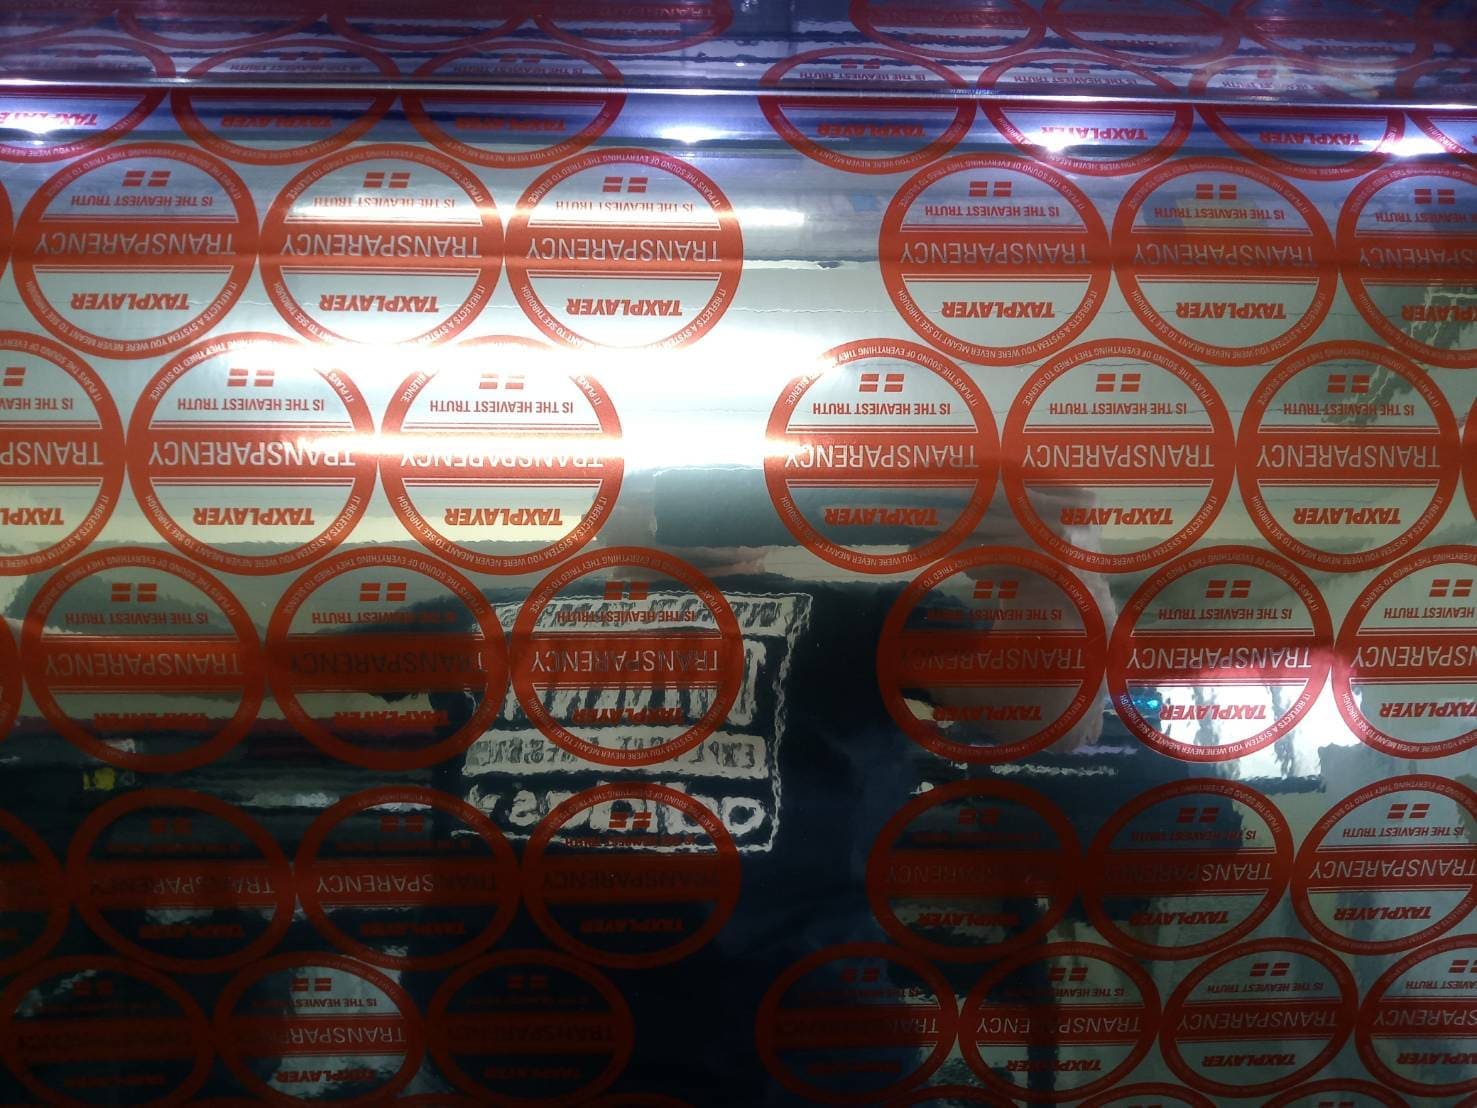 IT REFLECTS A SYSTEM YOU WERE NEVER MEANT TO SEE THROUGH
TAXPLAYER
TRANSPARENCY
IS THE HEAVIEST TRUTH
IT PLAYS THE SOUND OF EVERYTHING THEY TRIED TO SILENCE